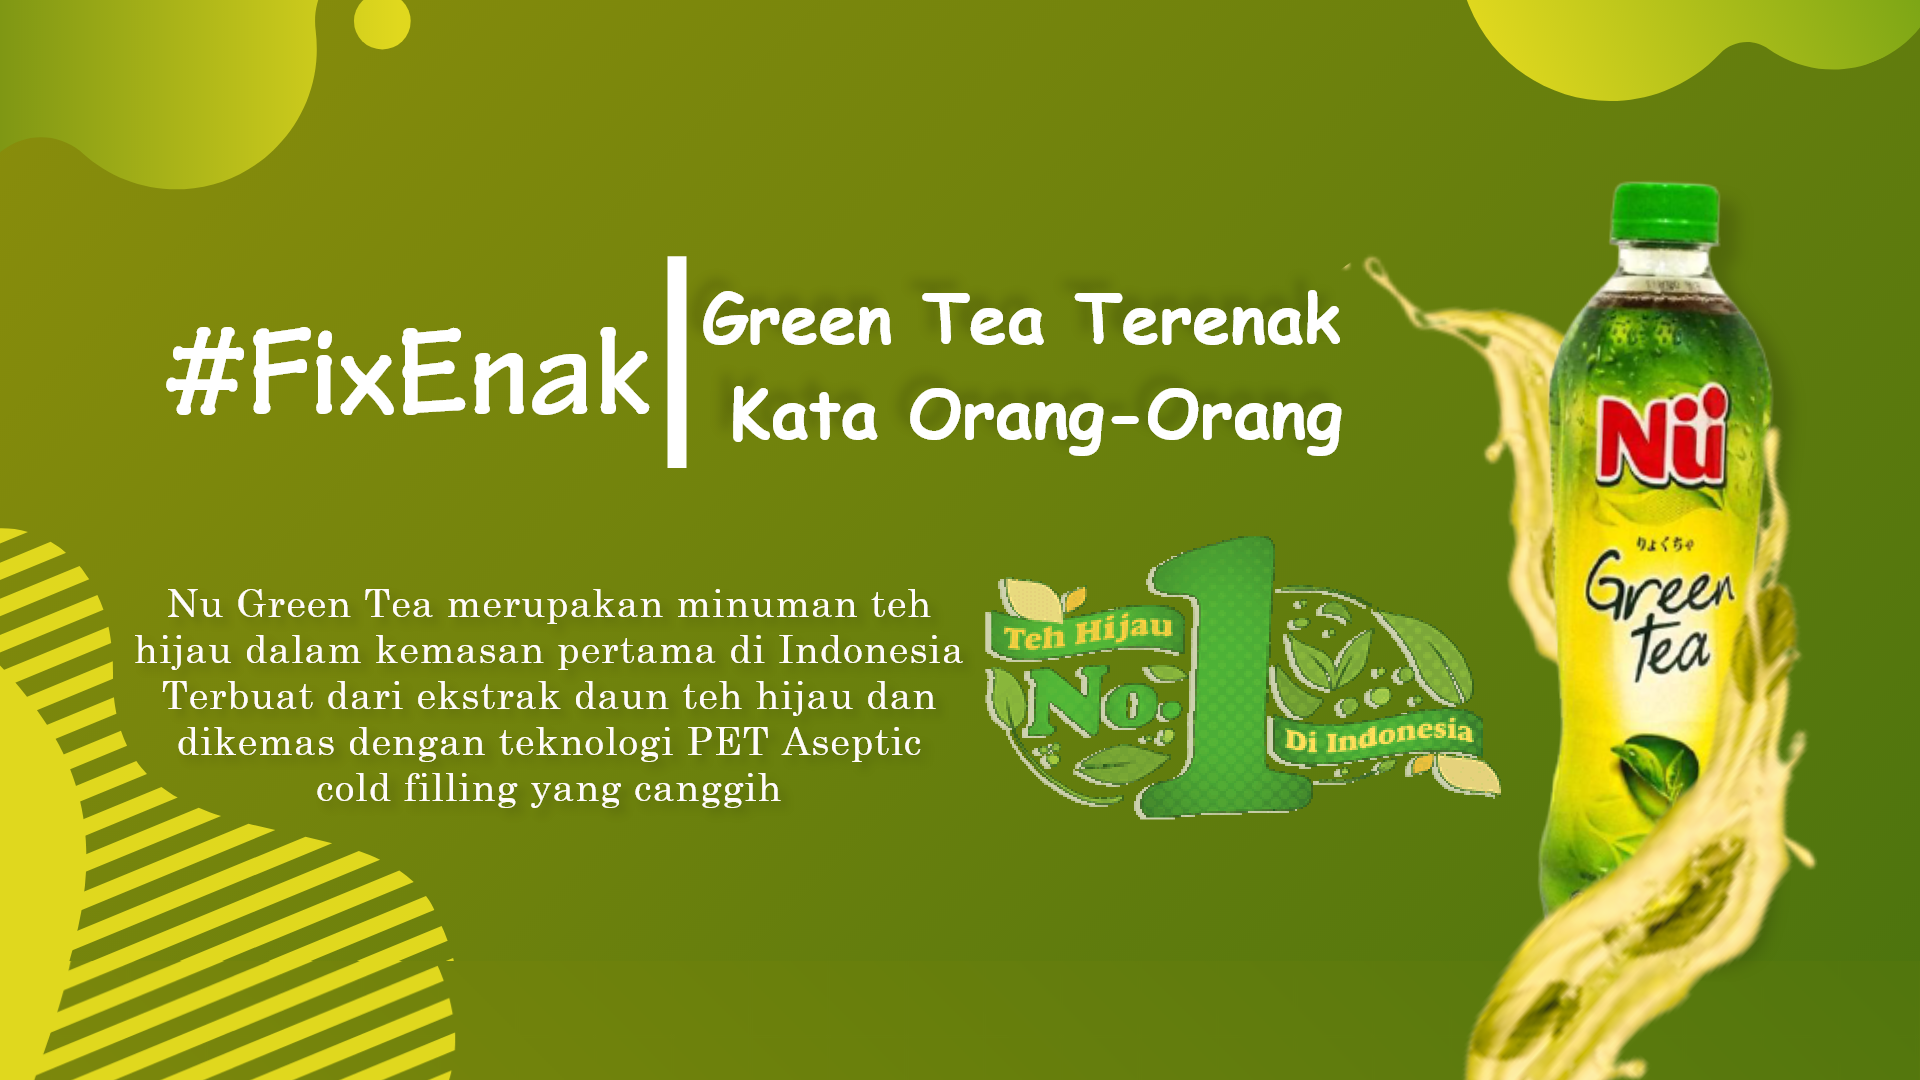 #FixEnak
Green Tea Terenak
Kata Orang-Orang
Nu Green Tea merupakan minuman teh
hijau dalam kemasan pertama di Indonesia
Terbuat dari ekstrak daun teh hijau dan
dikemas dengan teknologi PET Aseptic
cold filling yang canggih
Teh Hijau
No.1
Di Indonesia
Nü
りょくちゃ
Green
Tea